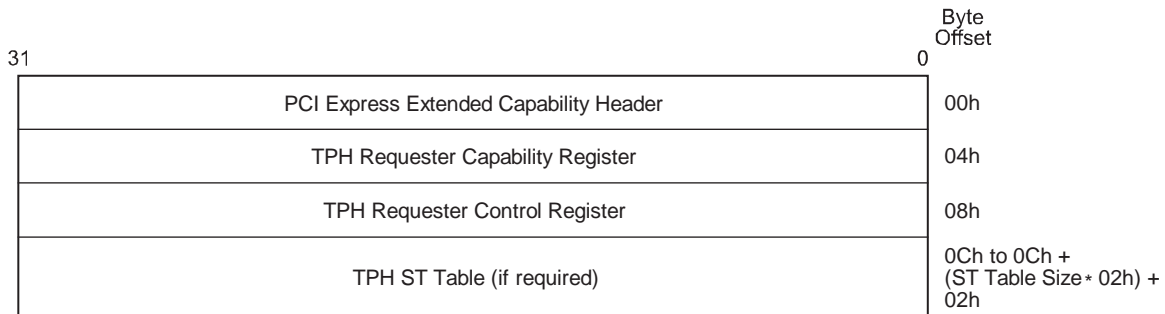 Byte
Offset
31
0
PCI Express Extended Capability Header
00h
TPH Requester Capability Register
04h
TPH Requester Control Register
08h
TPH ST Table (if required)
0Ch to 0Ch +
(ST Table Size * 02h) +
02h